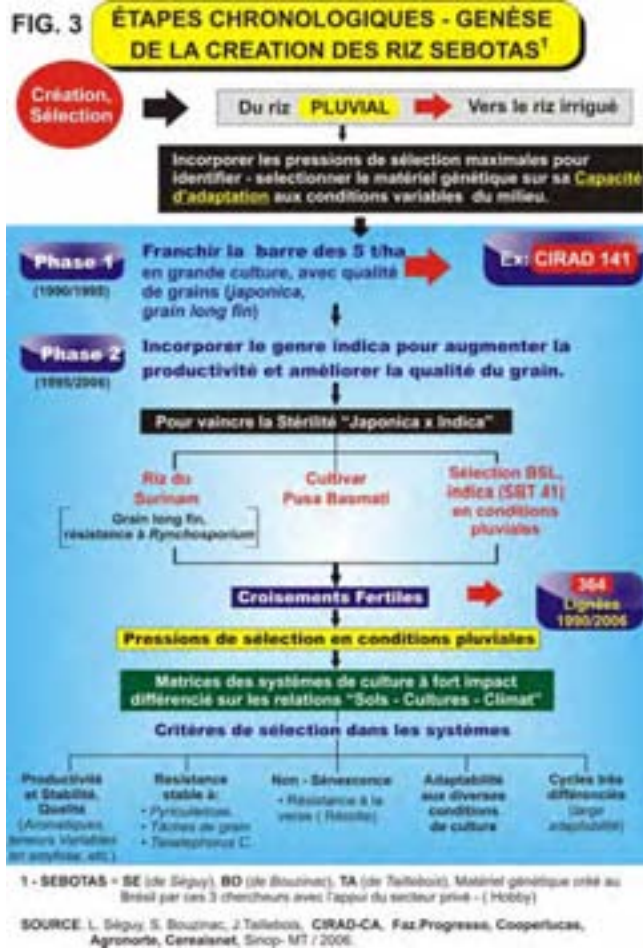 FIG. 3
ÉTAPES CHRONOLOGIQUES - GENÈSE
DE LA CREATION DES RIZ SEBOTAS¹
Création,
Sélection
Du riz PLUVIAL
Vers le riz irrigué
Incorporer les pressions de sélection maximales pour
identifier - selectionner le matériel génétique sur sa Capacité
d'adaptation aux conditions variables du milieu.
Phase 1
(1990/1995)
Franchir la barre des 5 t/ha
en grande culture, avec qualité
de grains (japonica,
grain long fin)
Ex: CIRAD 141
Phase 2
(1995/2006)
Incorporer le genre indica pour augmenter la
productivité et améliorer la qualité du grain.
Pour vaincre la Stérilité "Japonica x Indica"
Riz du
Surinam
Grain long fin,
résistance à Rynchosporium
Cultivar
Pusa Basmati
Sélection BSL,
indica (SBT 41)
en conditions
pluviales
Croisements Fertiles
364
Lignées
1990/2006
Pressions de sélection en conditions pluviales
Matrices des systèmes de culture à fort impact
différencié sur les relations "Sols - Cultures - Climat"
Critères de sélection dans les systèmes
Productivité
et Stabilité,
Qualité
(Aromatiques,
teneurs Variables
en amylose, etc.)
Resistance
stable à:
• Pyriculariose,
• Tâches de grain
Non - Sénescence
• Résistance à la
verse (Récolte)
Adaptabilité
aux diverses
conditions
de culture
Cycles très
différenciés
(large
adaptabilité)
1 - SEBOTAS = SE (de Séguy), BO (de Bouzinac), TA (de Taillebois), Matériel génétique créé au
Brésil par ces 3 chercheurs avec l'appui du secteur privé - ( Hobby)
SOURCE: L. Séguy, S. Bouzinac, J.Taillebois, CIRAD-CA, Faz.Progresso, Cooperlucas,
Agronorte, Cereaisnet, Sinop- MT / 2006.